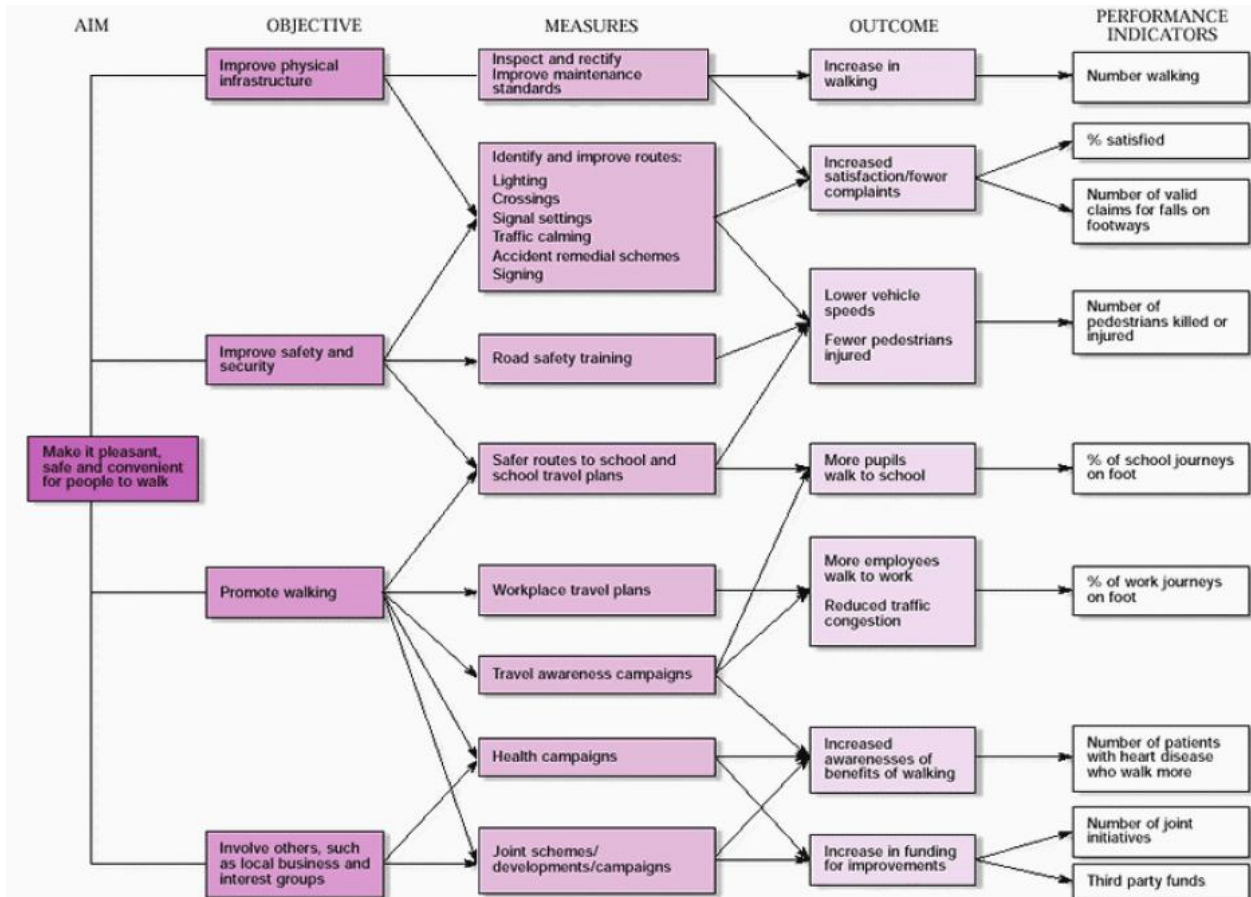 AIM
OBJECTIVE
MEASURES
OUTCOME
PERFORMANCE
INDICATORS
Make it pleasant,
safe and convenient
for people to walk
Improve physical
infrastructure
Improve safety and
security
Promote walking
Involve others, such
as local business and
interest groups
Inspect and rectify
Improve maintenance
standards
Identify and improve routes:
Lighting
Crossings
Signal settings
Traffic calming
Accident remedial schemes
Signing
Road safety training
Safer routes to school and
school travel plans
Workplace travel plans
Travel awareness campaigns
Health campaigns
Joint schemes/
developments/campaigns
Increase in
walking
Increased
satisfaction/fewer
complaints
Lower vehicle
speeds
Fewer pedestrians
injured
More pupils
walk to school
More employees
walk to work
Reduced traffic
congestion
Increased
awarenesses of
benefits of walking
Increase in funding
for improvements
Number walking
% satisfied
Number of valid
claims for falls on
footways
Number of
pedestrians killed or
injured
% of school journeys
on foot
% of work journeys
on foot
Number of patients
with heart disease
who walk more
Number of joint
initiatives
Third party funds